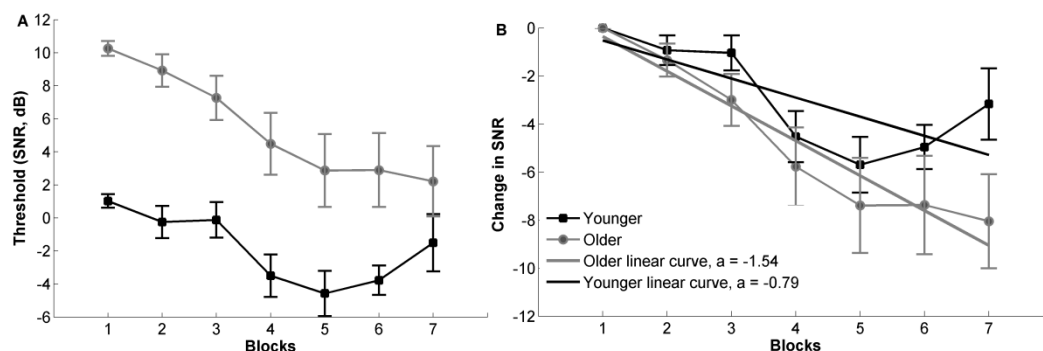 A
Threshold (SNR, dB)
12
10
8
6
4
2
0
-2
-4
-6
1 2 3 4 5 6 7
Blocks
B
Change in SNR
0
-2
-4
-6
-8
-10
-12
Younger
Older
Older linear curve, a = -1.54
Younger linear curve, a = -0.79
1 2 3 4 5 6 7
Blocks